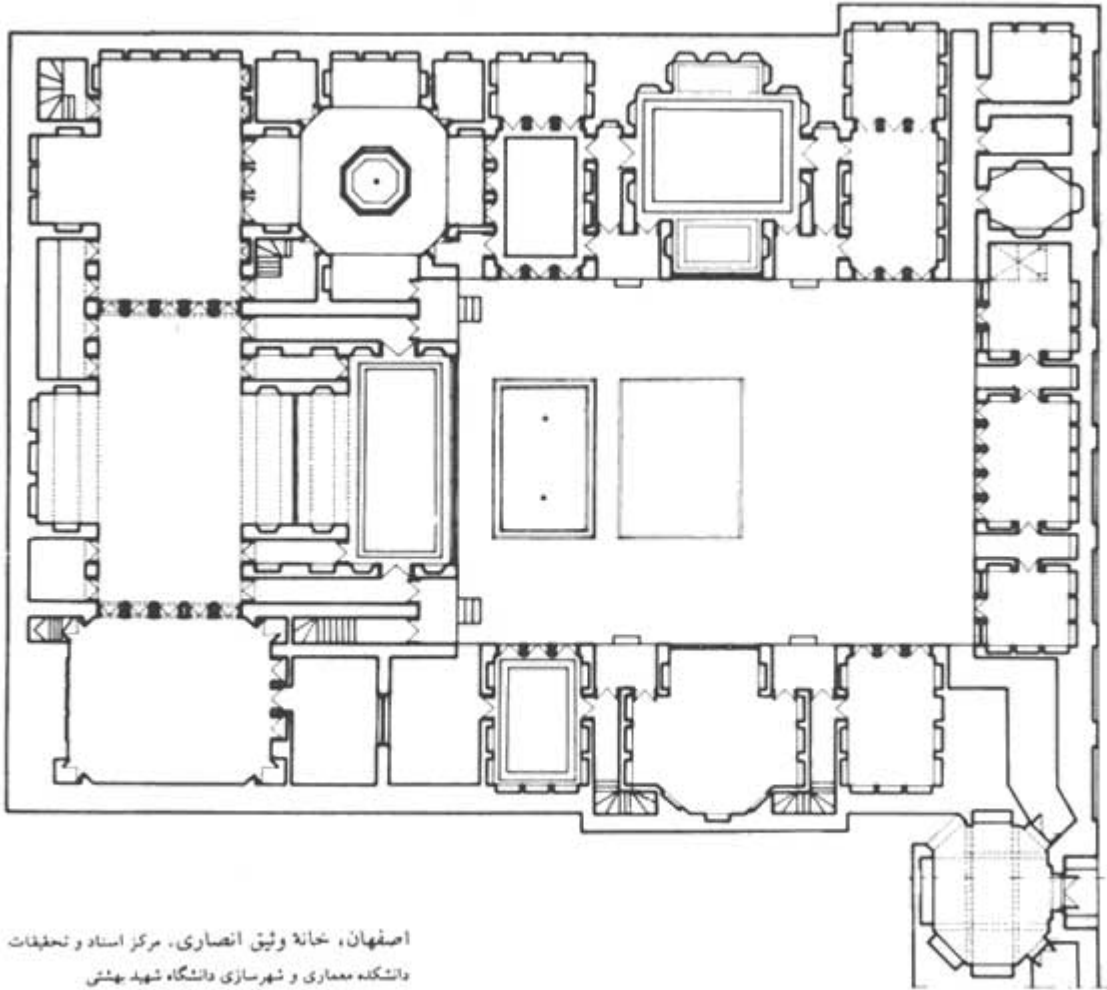 اصفهان، خانهٔ وثیق انصاری، مرکز اسناد و تحقیقات
دانشکده معماری و شهرسازی دانشگاه شهید بهشتی